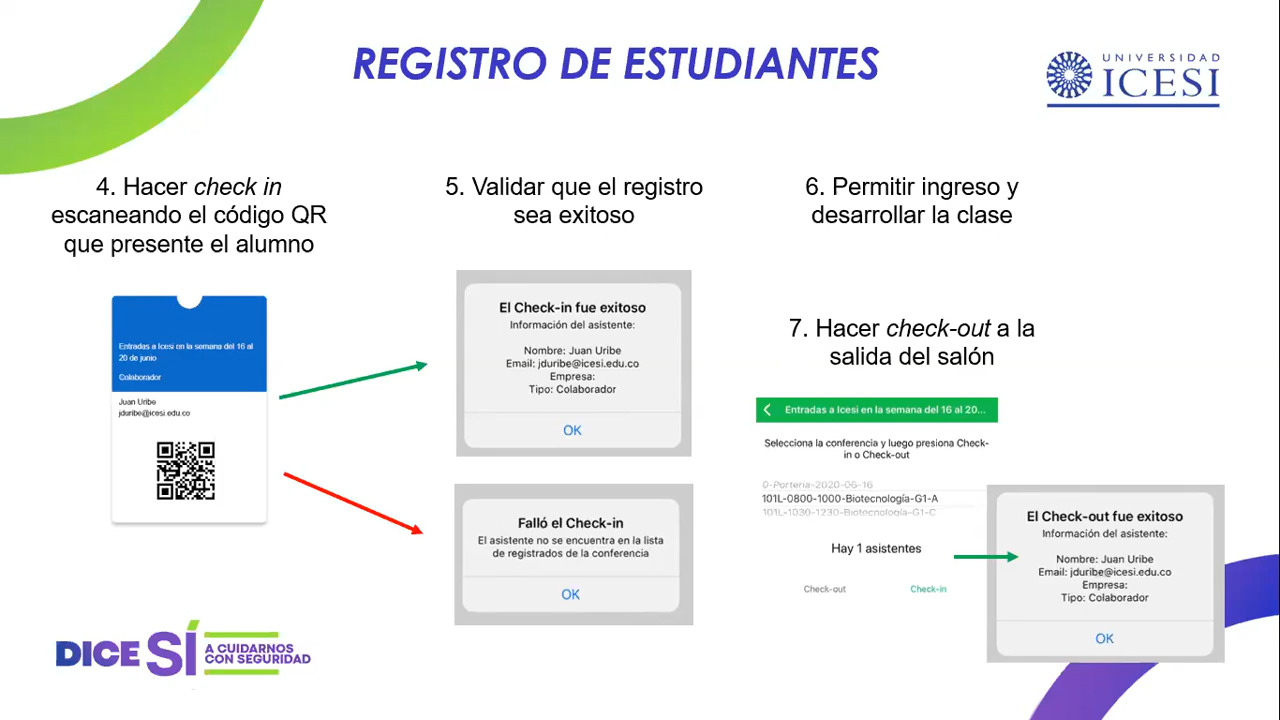 REGISTRO DE ESTUDIANTES
UNIVERSIDAD
ICESI
4. Hacer check in
escaneando el código QR
que presente el alumno
5. Validar que el registro
sea exitoso
6. Permitir ingreso y
desarrollar la clase
Entradas a Icesi en la semana del 16 al
20 de junio
Colaborador
Juan Uribe
jduribe@icesi.edu.co
El Check-in fue exitoso
Información del asistente:
Nombre: Juan Uribe
Email: jduribe@icesi.edu.co
Empresa:
Tipo: Colaborador
OK
Falló el Check-in
El asistente no se encuentra en la lista
de registrados de la conferencia
OK
7. Hacer check-out a la
salida del salón
Entradas a Icesi en la semana del 16 al 20...
Selecciona la conferencia y luego presiona Check-
in o Check-out
0-Porteria-2020-06-16
101L-0800-1000-Biotecnología-G1-A
101L-1030-1230-Biotecnología-G1-C
Hay 1 asistentes
Check-out
Check-in
El Check-out fue exitoso
Información del asistente:
Nombre: Juan Uribe
Email: jduribe@icesi.edu.co
Empresa:
Tipo: Colaborador
OK
DICE SÍ A CUIDARNOS
CON SEGURIDAD